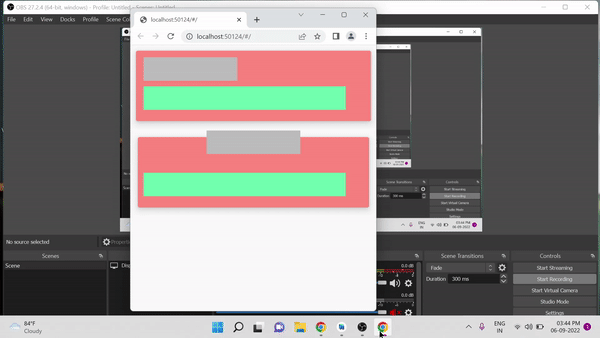 OBS 27.2.4 (64-bit, windows) - Profile: Untitled - Scenes: Untitled
File Edit View Docks Profile Scene Co
localhost:50124/#/
localhost:50124/#/
Scene Transitions Controls
Fade Start Streaming
Duration 300 ms Start Recording
Start Virtual Camera
Studio Mode
Settings
No source selected
Properties
Scenes
Scene Transitions
Controls
Scene
0.0 dB
Fade
Start Streaming
Duration 300 ms
Start Recording
Start Virtual Camera
0.0 dB
Studio Mode
Settings
84°F
Cloudy
ENG
IN
03:44 PM
06-09-2022